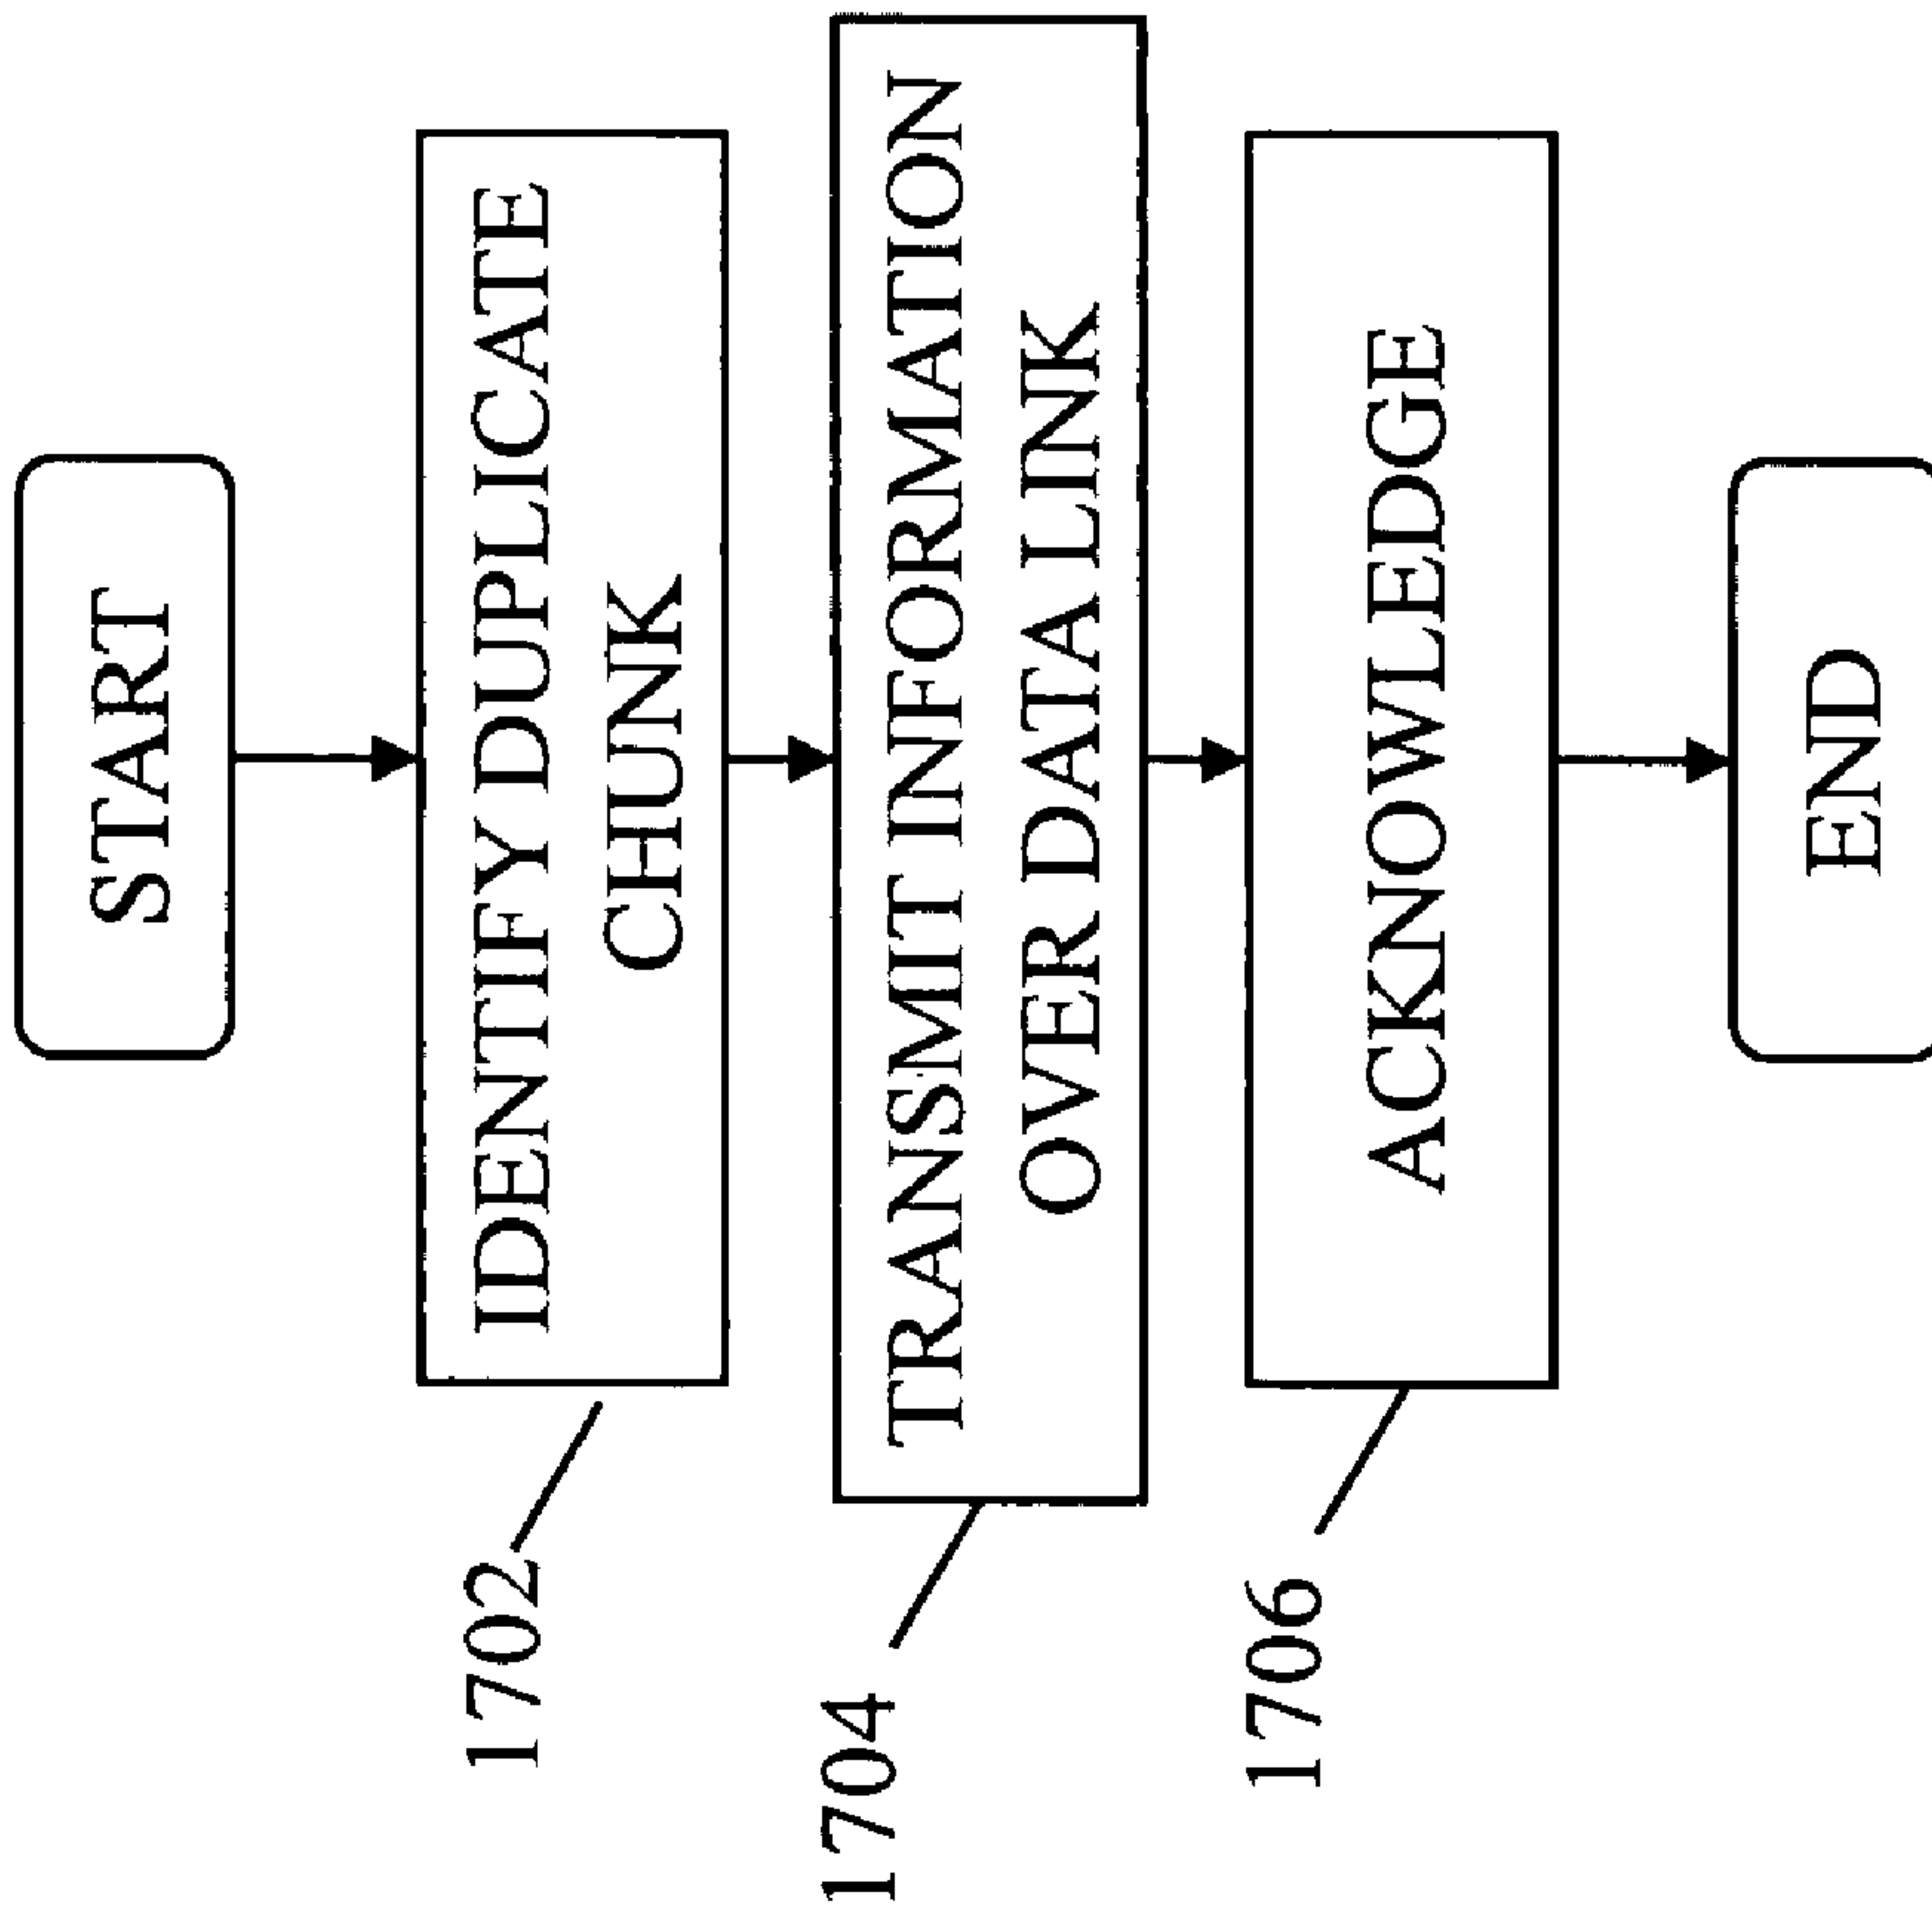 START
1702
IDENTIFY DUPLICATE
CHUNK
1704
TRANSMIT INFORMATION
OVER DATA LINK
1706
ACKNOWLEDGE
END